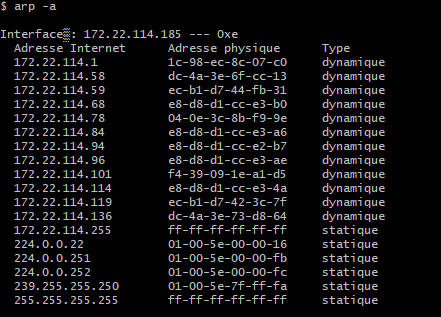 $ arp -a
Interface : 172.22.114.185 --- 0xe
Adresse Internet Adresse physique Type
172.22.114.1 1c-98-ec-8c-07-c0 dynamique
172.22.114.58 dc-4a-3e-6f-cc-13 dynamique
172.22.114.59 ec-b1-d7-44-fb-31 dynamique
172.22.114.68 e8-d8-d1-cc-e3-b0 dynamique
172.22.114.78 04-0e-3c-8b-f9-9e dynamique
172.22.114.84 e8-d8-d1-cc-e3-a6 dynamique
172.22.114.94 e8-d8-d1-cc-e2-b7 dynamique
172.22.114.96 e8-d8-d1-cc-e3-ae dynamique
172.22.114.101 f4-39-09-1e-a1-d5 dynamique
172.22.114.114 e8-d8-d1-cc-e3-4a dynamique
172.22.114.119 ec-b1-d7-42-3c-7f dynamique
172.22.114.136 dc-4a-3e-73-d8-64 dynamique
172.22.114.255 ff-ff-ff-ff-ff-ff statique
224.0.0.22 01-00-5e-00-00-16 statique
224.0.0.251 01-00-5e-00-00-fb statique
224.0.0.252 01-00-5e-00-00-fc statique
239.255.255.250 01-00-5e-7f-ff-fa statique
255.255.255.255 ff-ff-ff-ff-ff-ff statique